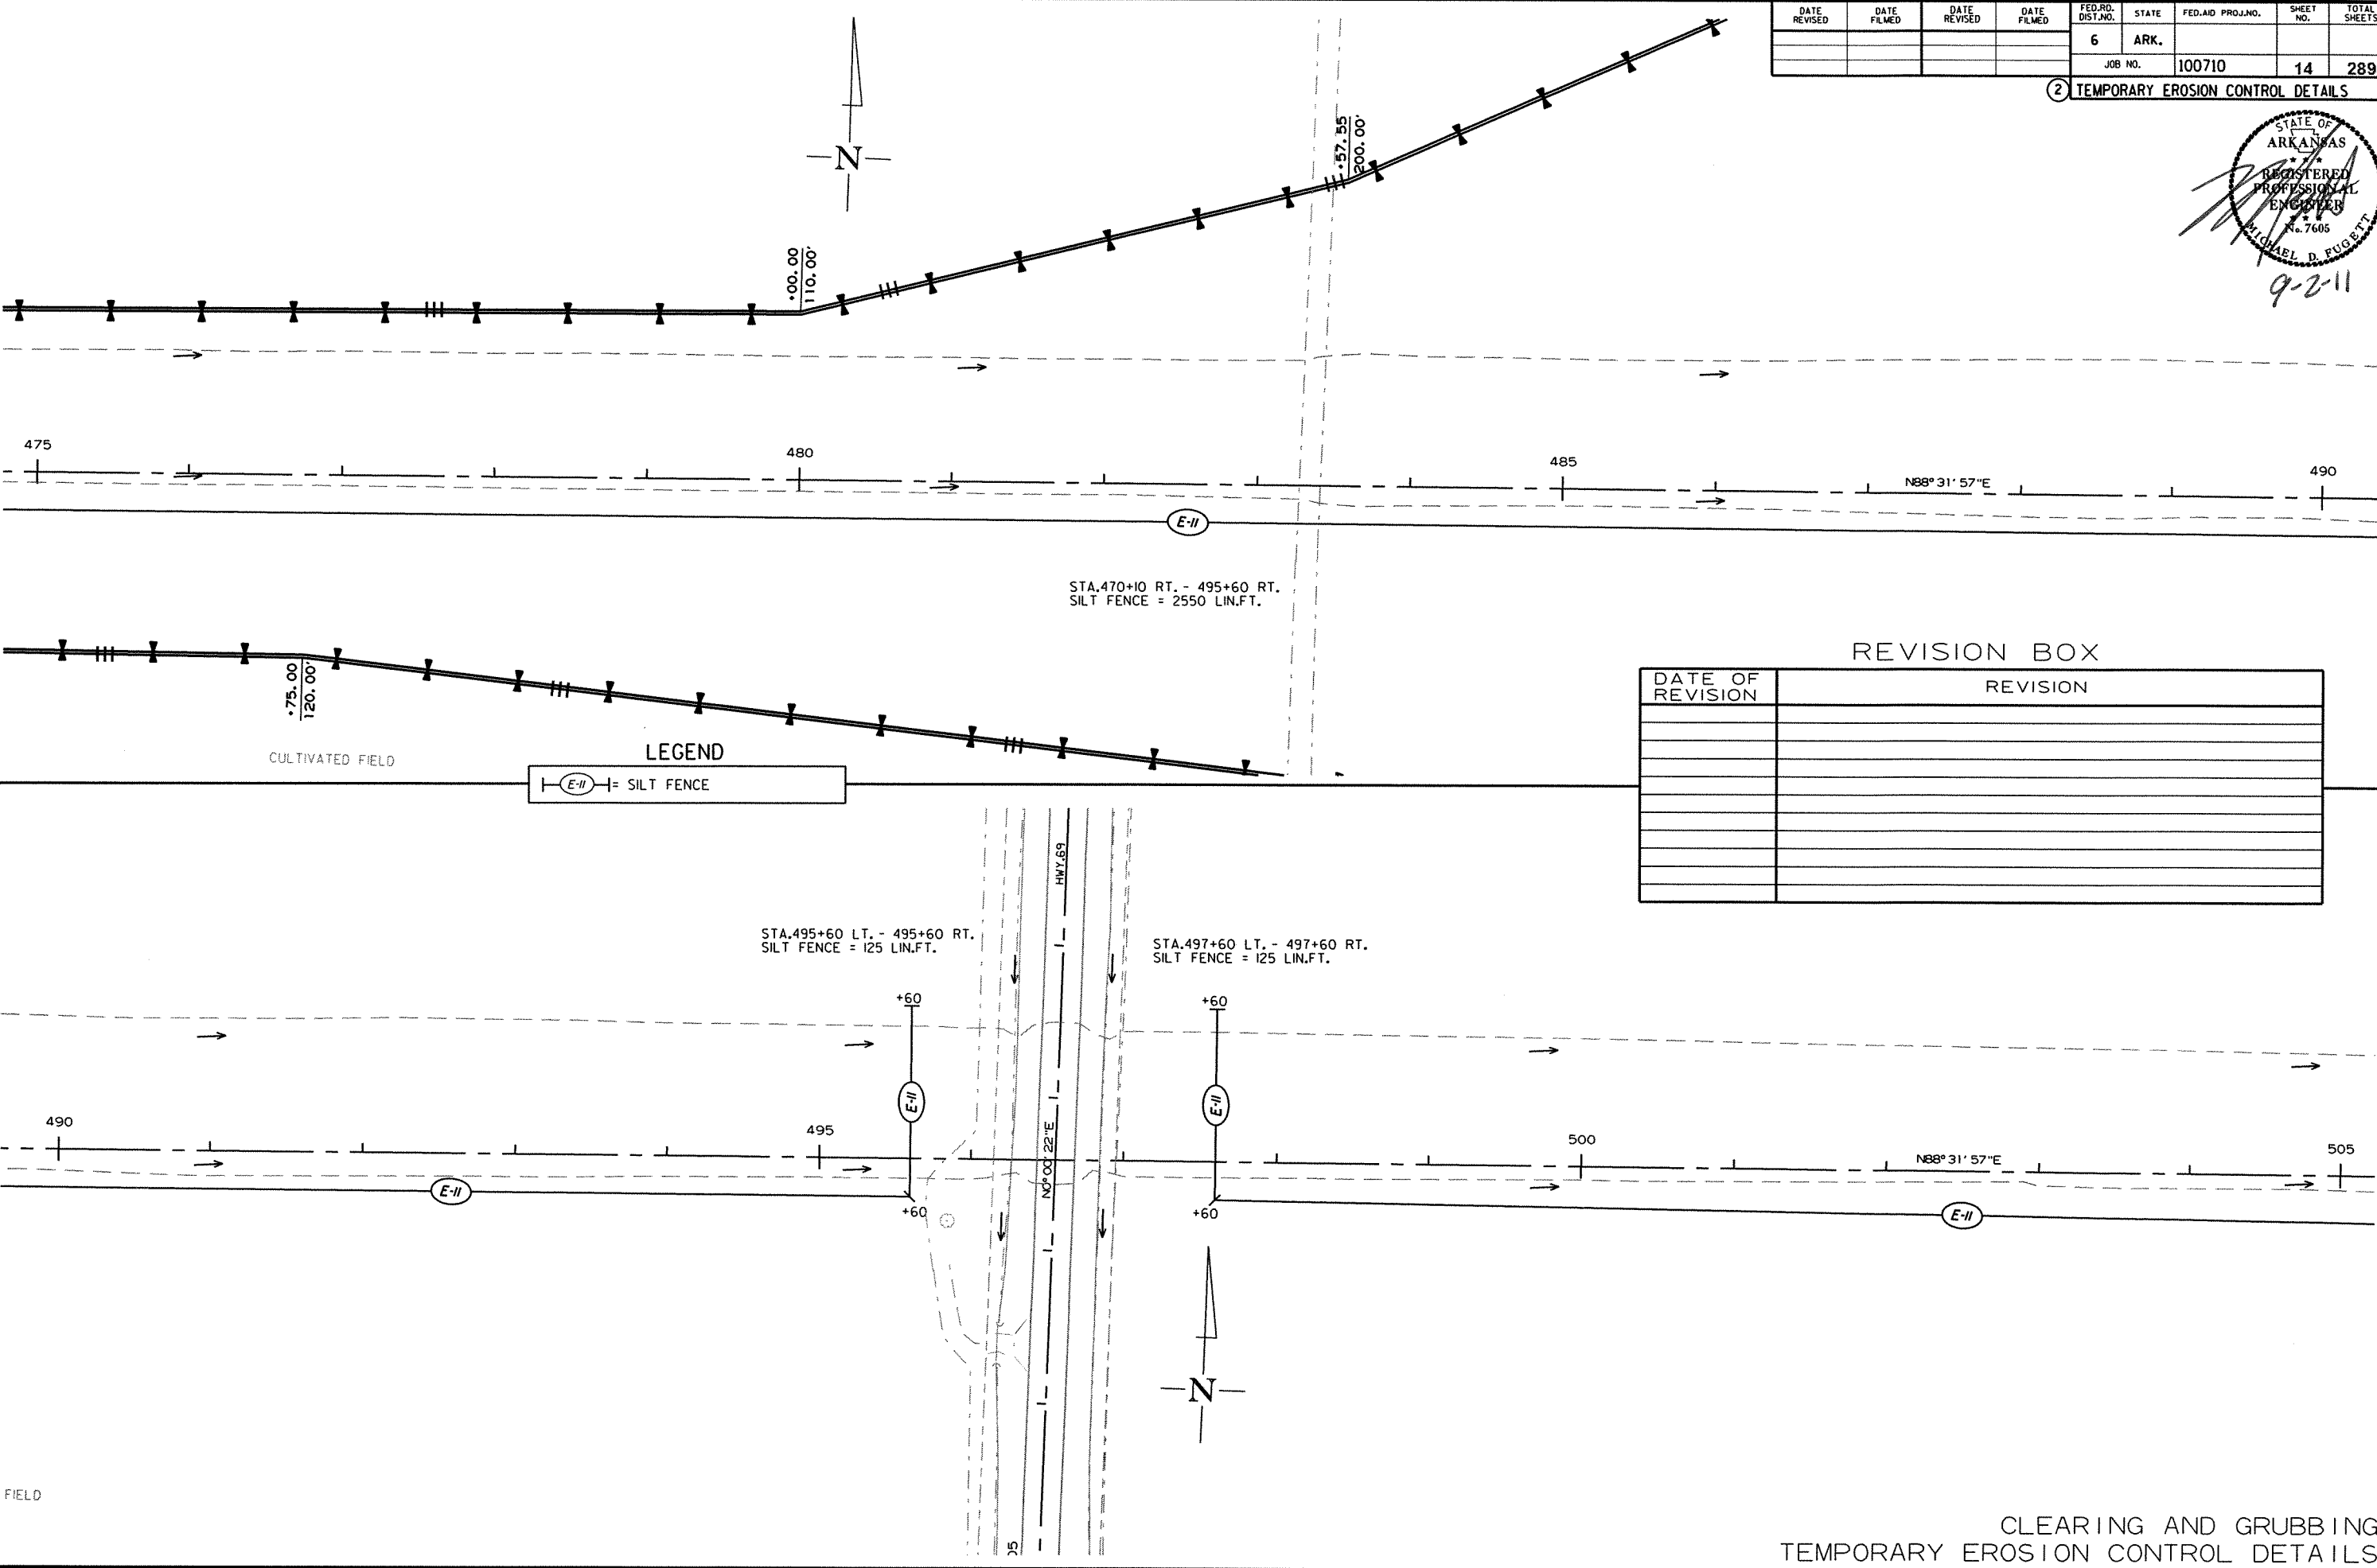 DATE REVISED
DATE FILMED
DATE REVISED
DATE FILMED
FED.RD. DIST.NO.
STATE
FED.AID PROJ.NO.
SHEET NO.
TOTAL SHEETS
6
ARK.
JOB NO.
100710
14
289
2
TEMPORARY EROSION CONTROL DETAILS
STATE OF
ARKANSAS
REGISTERED
PROFESSIONAL
ENGINEER
No. 7605
MICHAEL D. FUGETT
9-2-11
N
+57.55
200.00'
+00.00
110.00'
475
480
485
490
N88° 31' 57"E
E-11
STA.470+10 RT. - 495+60 RT.
SILT FENCE = 2550 LIN.FT.
+75.00
120.00'
CULTIVATED FIELD
LEGEND
E-11 = SILT FENCE
REVISION BOX
DATE OF
REVISION
REVISION
HWY.69
STA.495+60 LT. - 495+60 RT.
SILT FENCE = 125 LIN.FT.
STA.497+60 LT. - 497+60 RT.
SILT FENCE = 125 LIN.FT.
+60
+60
E-11
E-11
490
495
500
505
N88° 31' 57"E
N0° 00' 22"E
E-11
+60
+60
E-11
N
FIELD
05
CLEARING AND GRUBBING
TEMPORARY EROSION CONTROL DETAILS